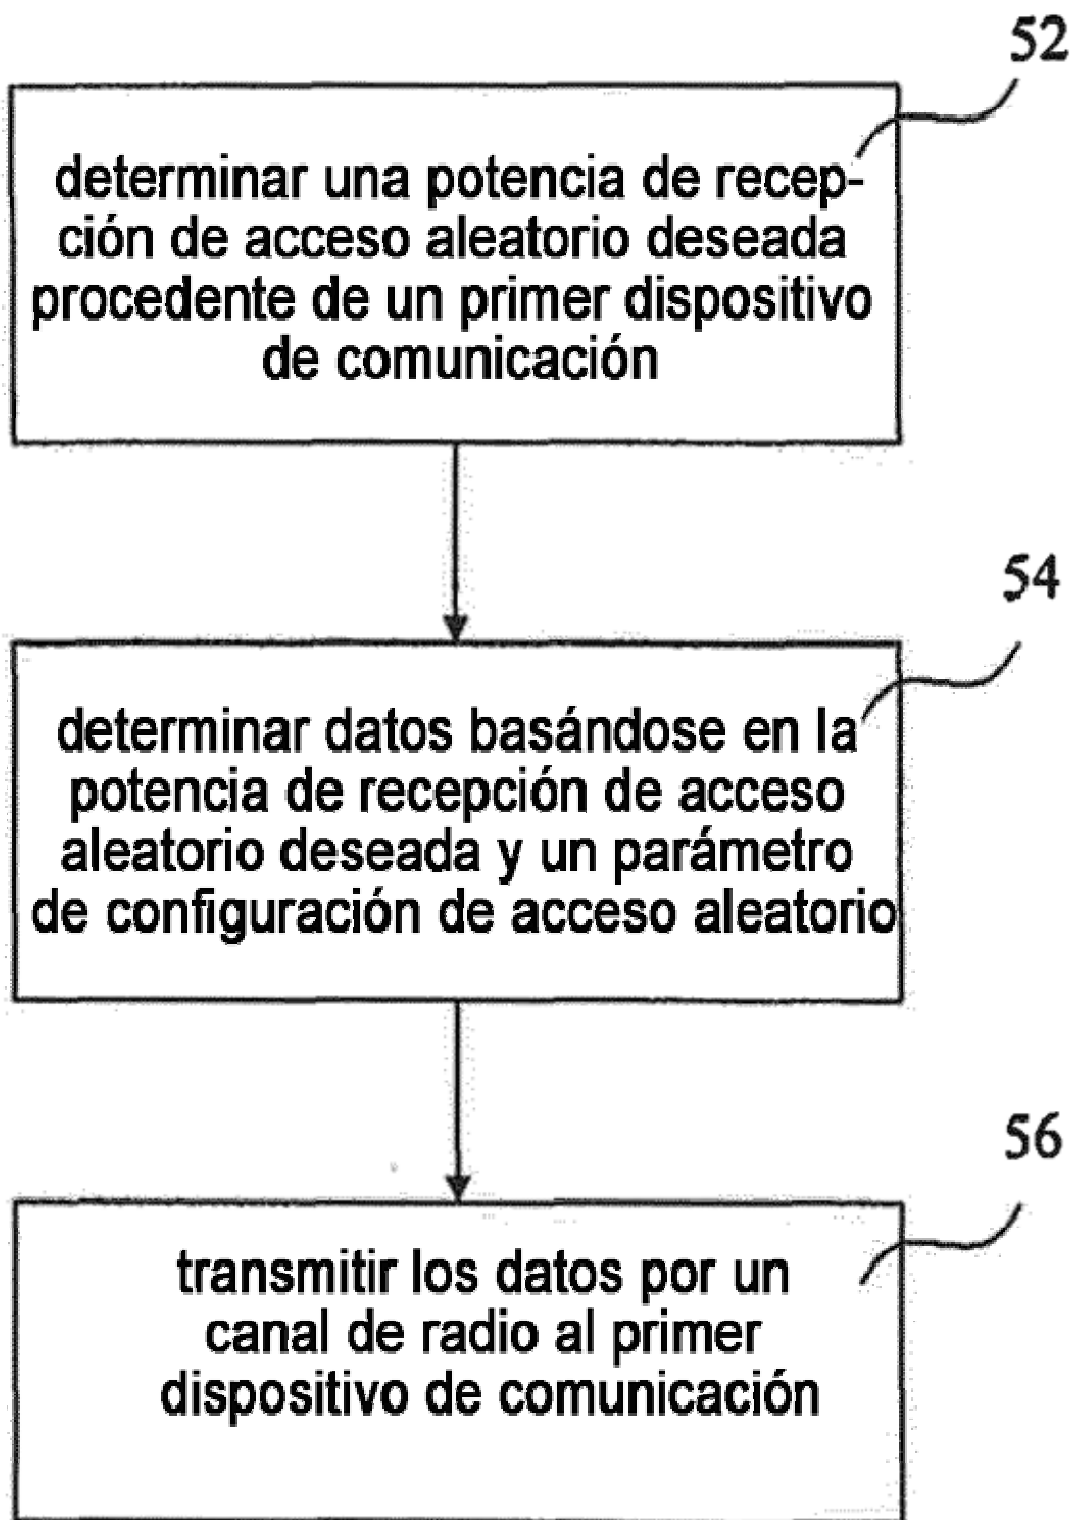 52
determinar una potencia de recep-
ción de acceso aleatorio deseada
procedente de un primer dispositivo
de comunicación
54
determinar datos basándose en la
potencia de recepción de acceso
aleatorio deseada y un parámetro
de configuración de acceso aleatorio
56
transmitir los datos por un
canal de radio al primer
dispositivo de comunicación